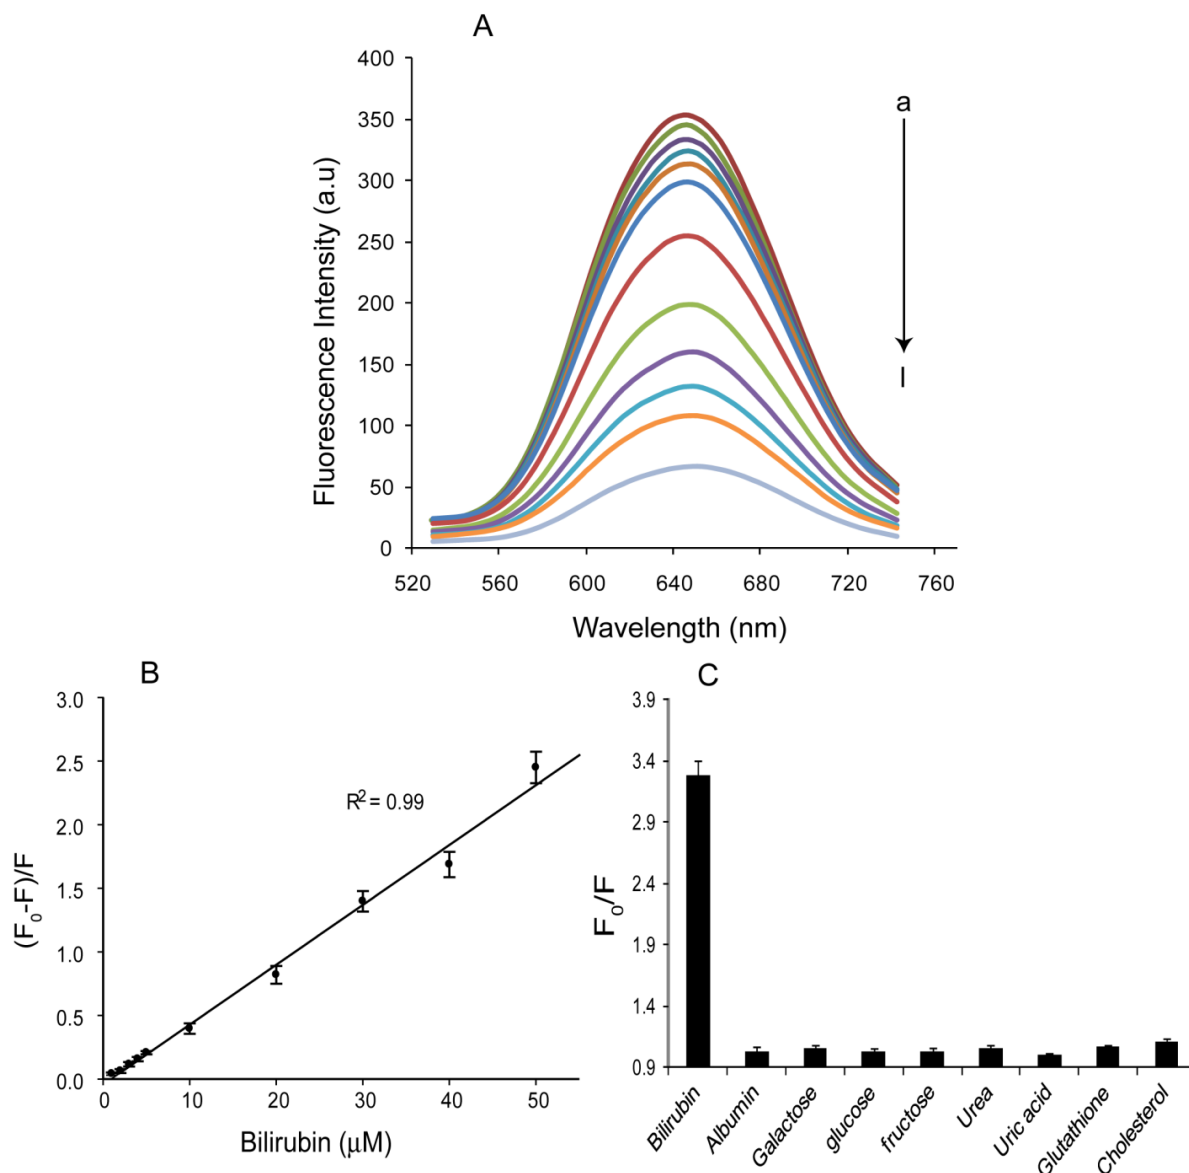 A
400
350
300
250
200
150
100
50
0
520 560 600 640 680 720 760
Fluorescence Intensity (a.u)
Wavelength (nm)
a
l
B
3.0
2.5
2.0
1.5
1.0
0.5
0.0
0 10 20 30 40 50
(F0-F)/F
R2 = 0.99
Bilirubin (μM)
C
3.9
3.4
2.9
2.4
1.9
1.4
0.9
Fo/F
Bilirubin
Albumin
Galactose
glucose
fructose
Urea
Uric acid
Glutathione
Cholesterol